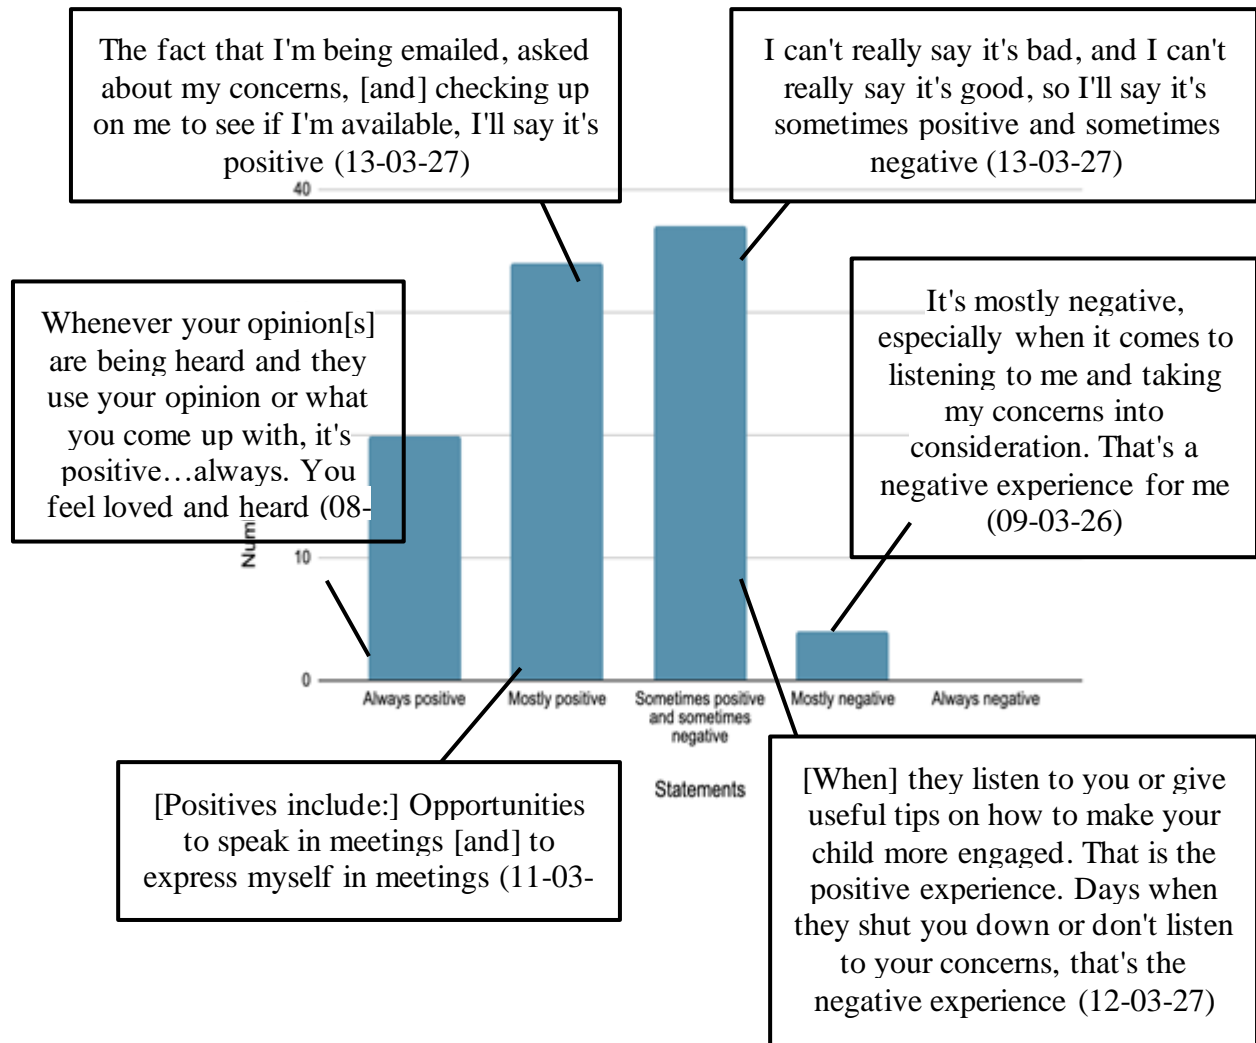 The fact that I'm being emailed, asked
about my concerns, [and] checking up
on me to see if I'm available, I'll say it's
positive (13-03-27)
I can't really say it's bad, and I can't
really say it's good, so I'll say it's
sometimes positive and sometimes
negative (13-03-27)
40
Whenever your opinion[s]
are being heard and they
use your opinion or what
you come up with, it's
positive…always. You
feel loved and heard (08-
It's mostly negative,
especially when it comes to
listening to me and taking
my concerns into
consideration. That's a
negative experience for me
(09-03-26)
Num
10
0
Always positive
Mostly positive
Sometimes positive
and sometimes
negative
Mostly negative
Always negative
Statements
[Positives include:] Opportunities
to speak in meetings [and] to
express myself in meetings (11-03-
[When] they listen to you or give
useful tips on how to make your
child more engaged. That is the
positive experience. Days when
they shut you down or don't listen
to your concerns, that's the
negative experience (12-03-27)